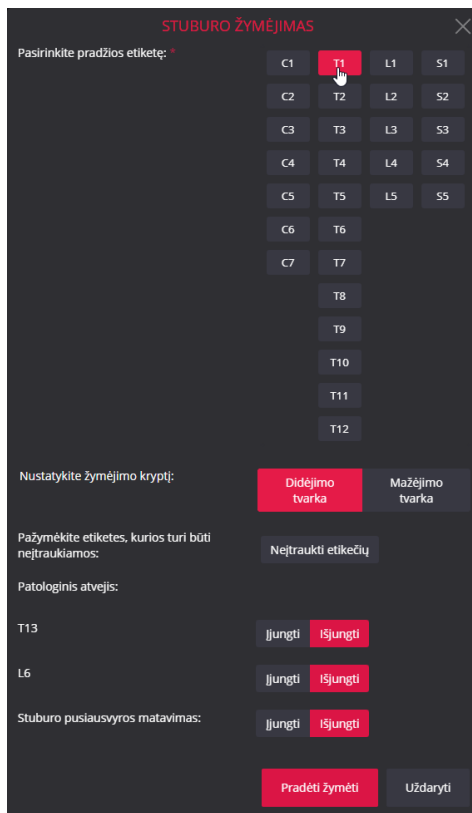 STUBURO ŽYMĖJIMAS
Pasirinkite pradžios etiketę: *
C1 T1 L1 S1
C2 T2 L2 S2
C3 T3 L3 S3
C4 T4 L4 S4
C5 T5 L5 S5
C6 T6
C7 T7
T8
T9
T10
T11
T12
Nustatykite žymėjimo kryptį:
Didėjimo
tvarka
Mažėjimo
tvarka
Pažymėkite etiketes, kurios turi būti
neįtraukiamos:
Neįtraukti etikečių
Patologinis atvejis:
T13 Įjungti Išjungti
L6 Įjungti Išjungti
Stuburo pusiausvyros matavimas: Įjungti Išjungti
Pradėti žymėti Uždaryti